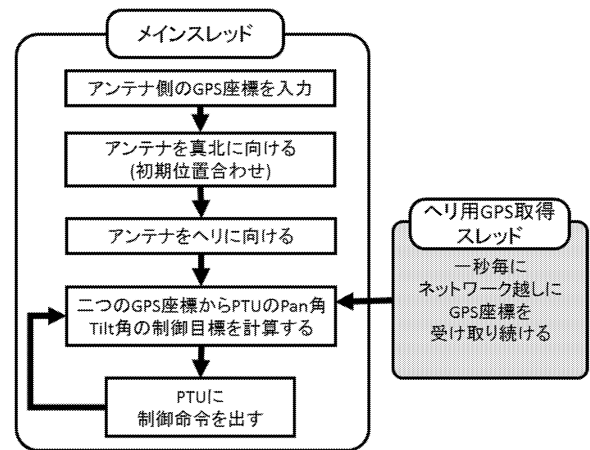 メインスレッド
アンテナ側のGPS座標を入力
アンテナを真北に向ける
(初期位置合わせ)
アンテナをヘリに向ける
二つのGPS座標からPTUのPan角
Tilt角の制御目標を計算する
PTUに
制御命令を出す
ヘリ用GPS取得
スレッド
一秒毎に
ネットワーク越しに
GPS座標を
受け取り続ける